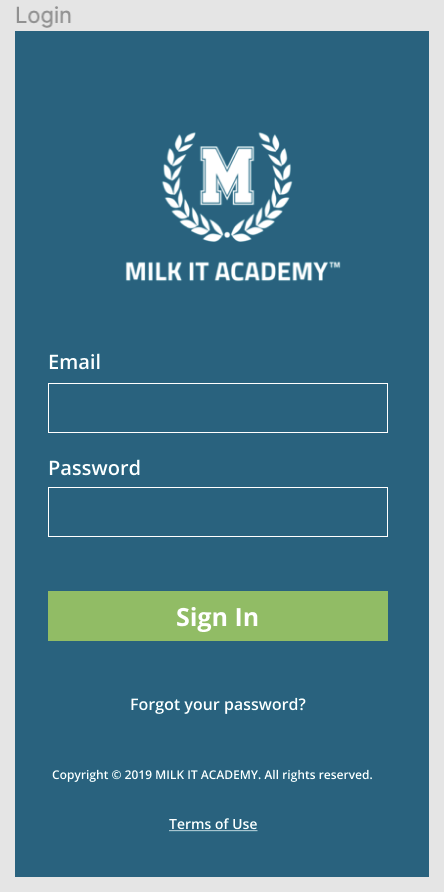 Login
M
MILK IT ACADEMY™
Email
Password
Sign In
Forgot your password?
Copyright © 2019 MILK IT ACADEMY. All rights reserved.
Terms of Use